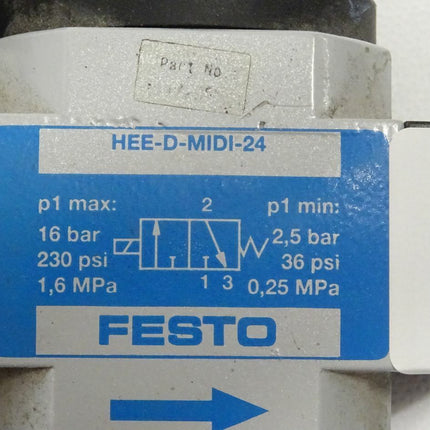 Part No
HEE-D-MIDI-24
p1 max: 2 p1 min:
16 bar 2,5 bar
230 psi 36 psi
1,6 MPa 1 3 0,25 MPa
FESTO